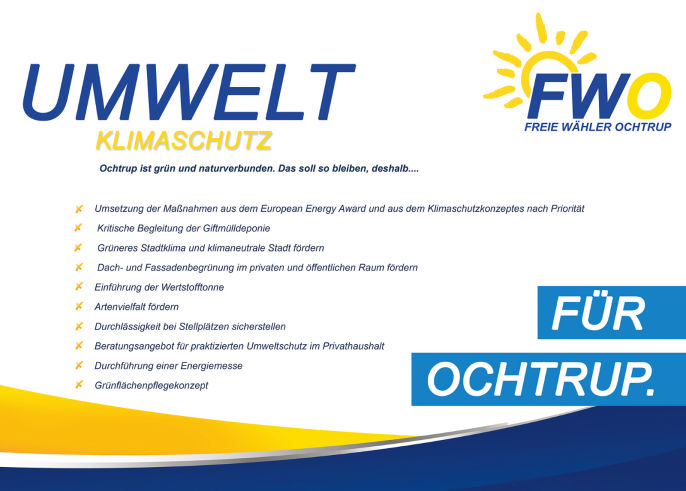 UMWELT
KLIMASCHUTZ
FWO
FREIE WÄHLER OCHTRUP
Ochtrup ist grün und naturverbunden. Das soll so bleiben, deshalb....
Umsetzung der Maßnahmen aus dem European Energy Award und aus dem Klimaschutzkonzeptes nach Priorität
Kritische Begleitung der Giftmülldeponie
Grüneres Stadtklima und klimaneutrale Stadt fördern
Dach- und Fassadenbegrünung im privaten und öffentlichen Raum fördern
Einführung der Wertstofftonne
Artenvielfalt fördern
Durchlässigkeit bei Stellplätzen sicherstellen
Beratungsangebot für praktizierten Umweltschutz im Privathaushalt
Durchführung einer Energiemesse
Grünflächenpflegekonzept
FÜR
OCHTRUP.